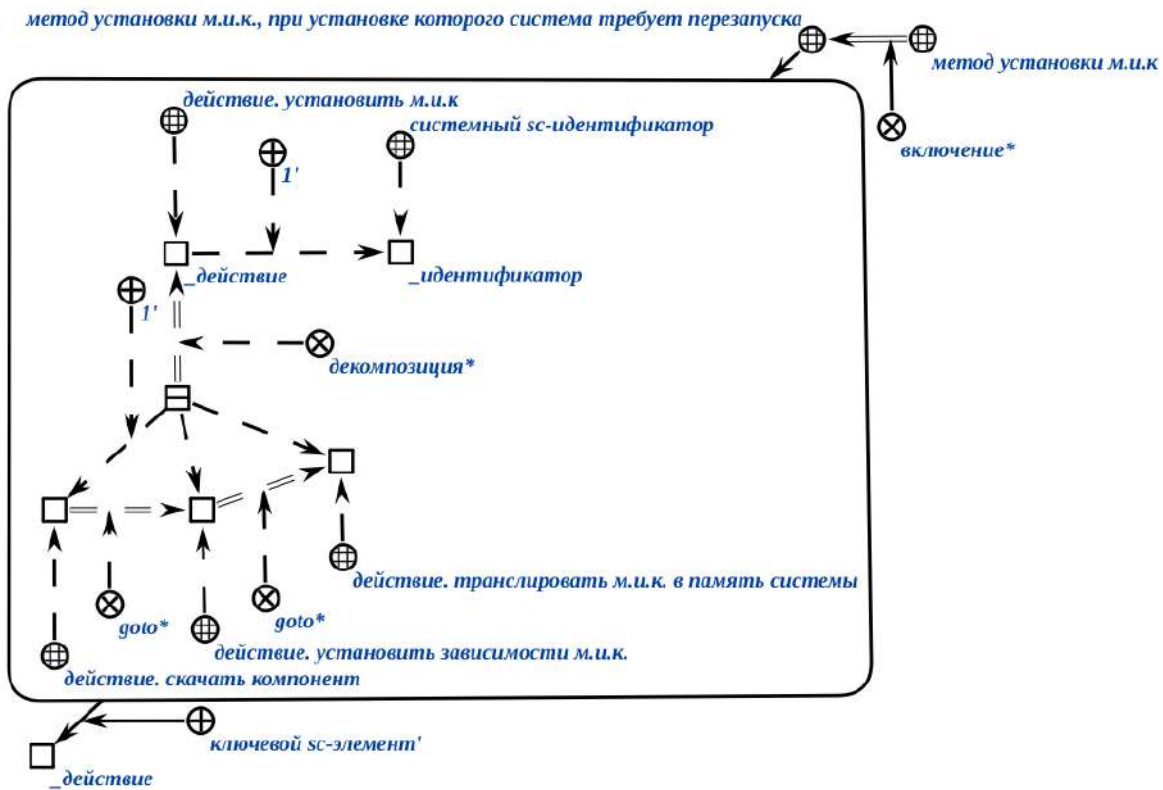 метод установки м.и.к., при установке которого система требует перезапуска
метод установки м.и.к
включение*
действие. установить м.и.к
системный sc-идентификатор
1'
_действие
_идентификатор
1'
декомпозиция*
действие. транслировать м.и.к. в память системы
goto*
goto*
действие. установить зависимости м.и.к.
действие. скачать компонент
ключевой sc-элемент'
_действие